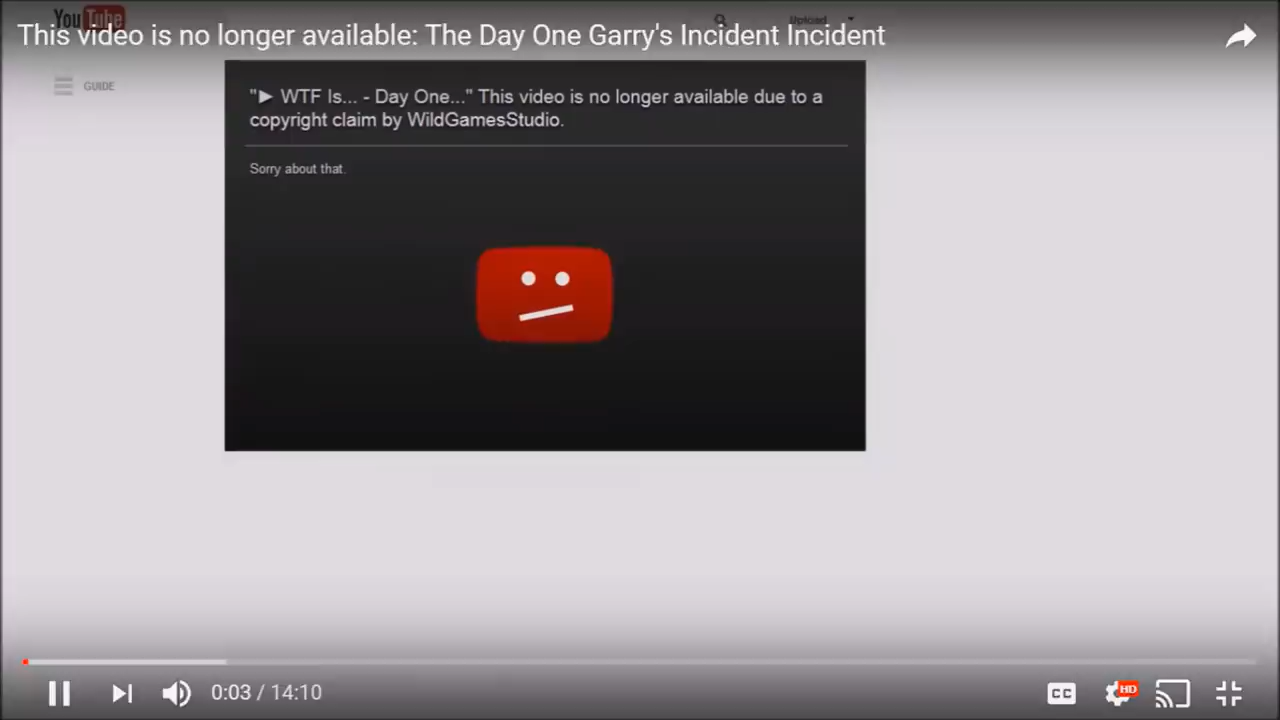 YouTube
Upload
This video is no longer available: The Day One Garry's Incident Incident
GUIDE
"► WTF Is... - Day One..." This video is no longer available due to a
copyright claim by WildGamesStudio.
Sorry about that.
0:03 / 14:10
CC
HD